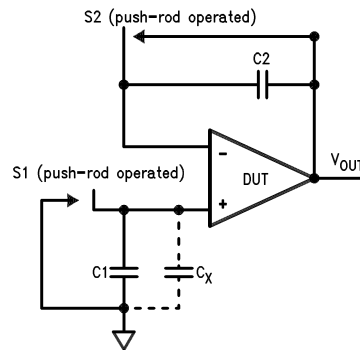 S2 (push-rod operated)
C2
-
DUT
VOUT
S1 (push-rod operated)
+
C1
CX